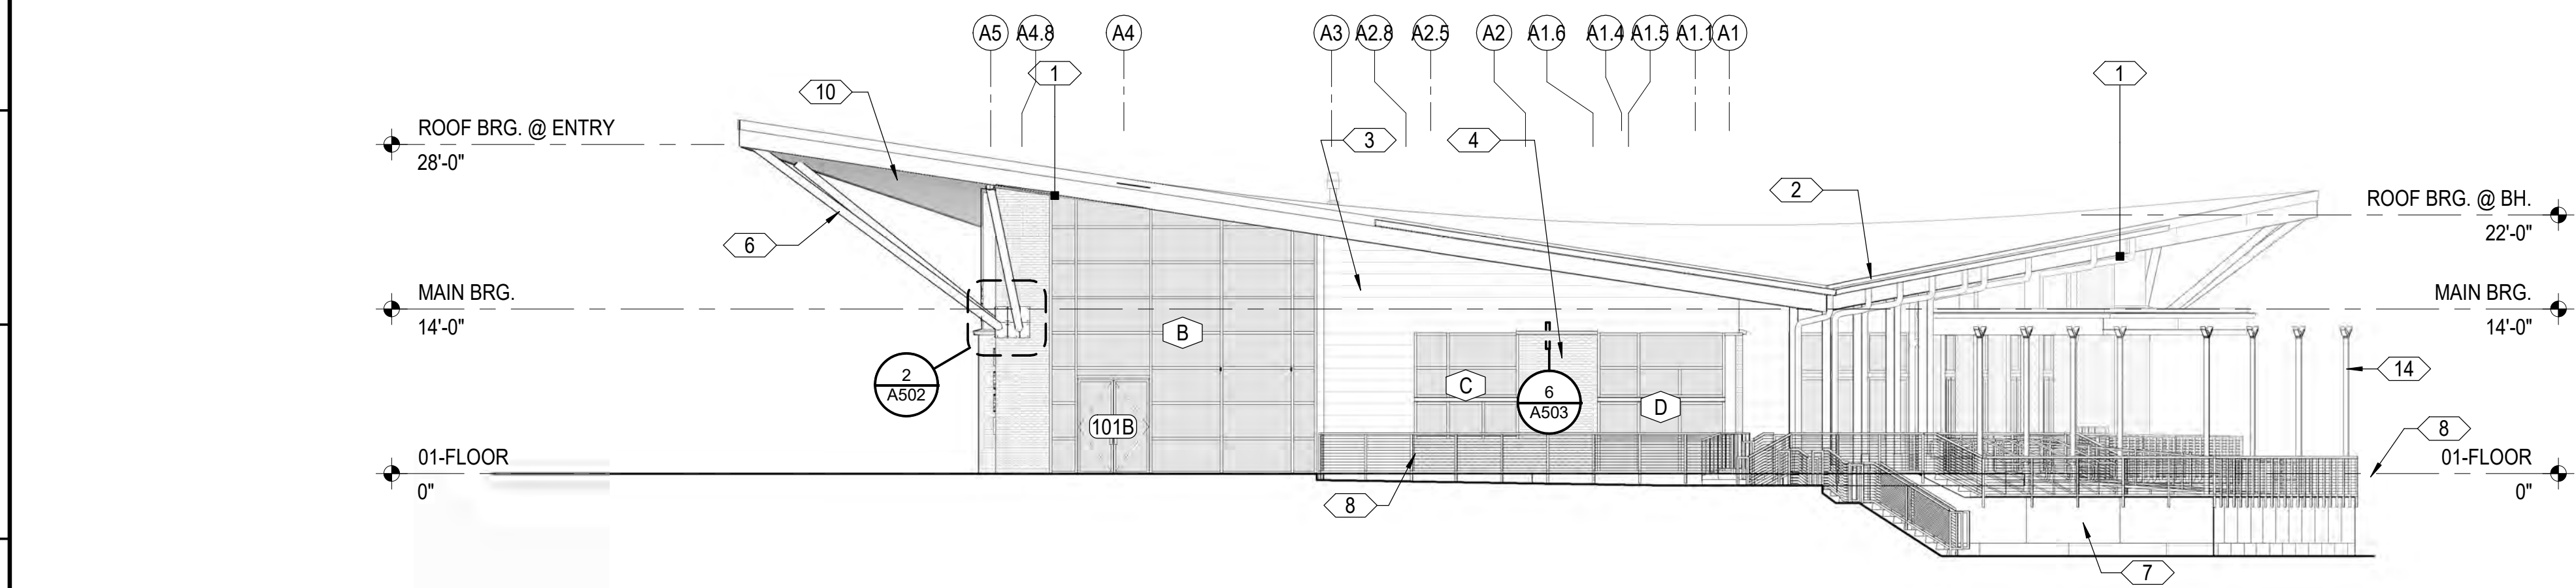 A5 A4.8 A4 A3 A2.8 A2.5 A2 A1.6 A1.4 A1.5 A1.1 A1
1 1
10
ROOF BRG. @ ENTRY
28'-0"
3 4
2
ROOF BRG. @ BH.
22'-0"
6
MAIN BRG.
14'-0"
MAIN BRG.
14'-0"
B
2
A502
C
6
A503
D
14
101B
8
01-FLOOR
0"
01-FLOOR
0"
8
7